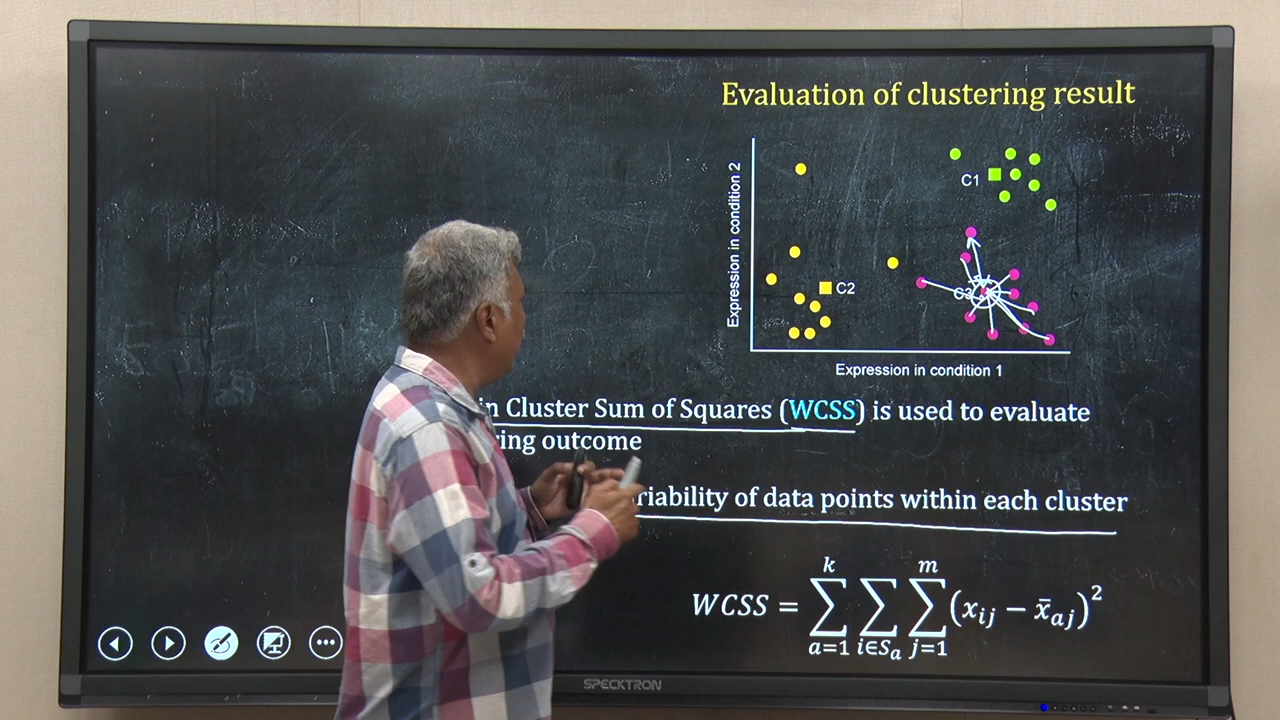 Evaluation of clustering result
Expression in condition 2
C1
C2
C3
Expression in condition 1
in Cluster Sum of Squares (WCSS) is used to evaluate
ring outcome
riability of data points within each cluster
WCSS = ∑_{a=1}^{k} ∑_{i∈S_a} ∑_{j=1}^{m} (x_{ij} − x̄_{aj})^2
SPECKTRON